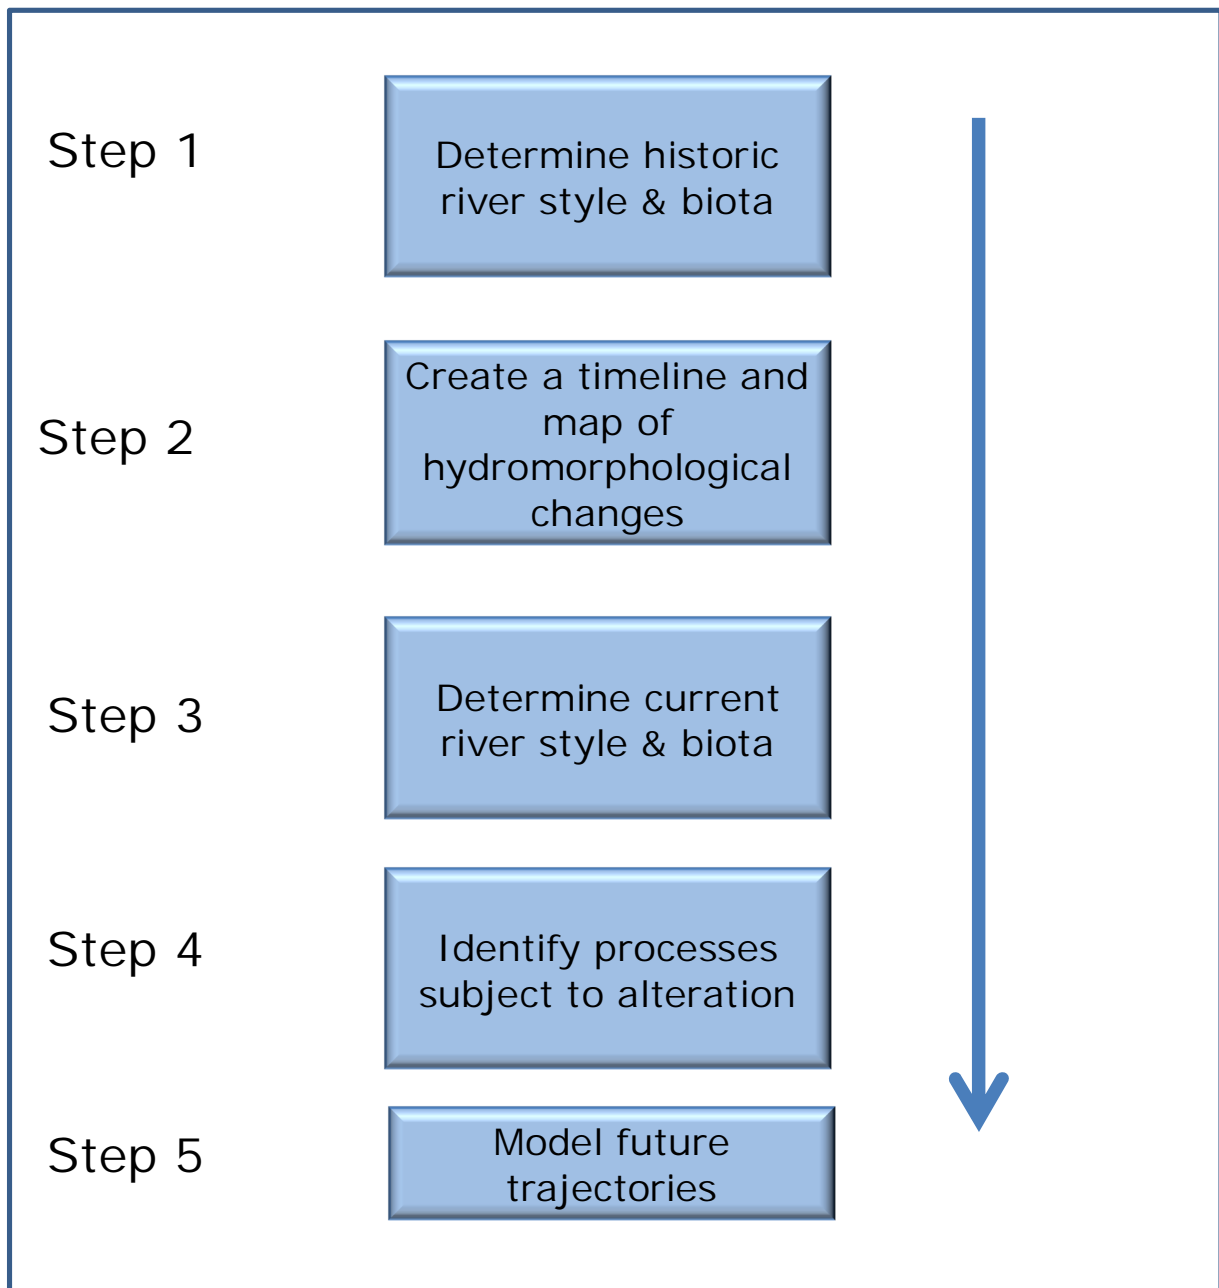 Step 1
Determine historic
river style & biota
Step 2
Create a timeline and
map of
hydromorphological
changes
Step 3
Determine current
river style & biota
Step 4
Identify processes
subject to alteration
Step 5
Model future
trajectories